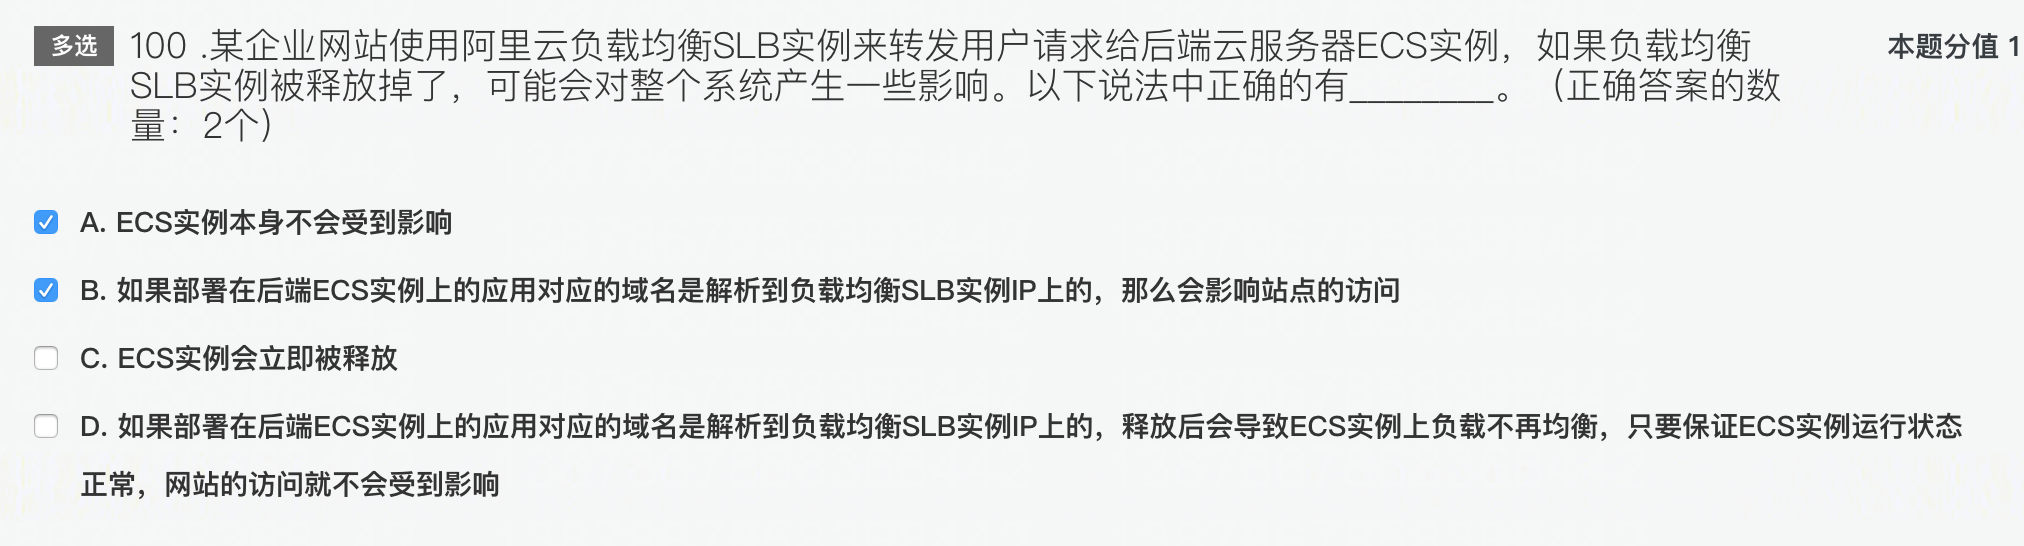 多选 100 .某企业网站使用阿里云负载均衡SLB实例来转发用户请求给后端云服务器ECS实例，如果负载均衡 本题分值 1
SLB实例被释放掉了，可能会对整个系统产生一些影响。以下说法中正确的有________。（正确答案的数
量：2个）
A. ECS实例本身不会受到影响
B. 如果部署在后端ECS实例上的应用对应的域名是解析到负载均衡SLB实例IP上的，那么会影响站点的访问
C. ECS实例会立即被释放
D. 如果部署在后端ECS实例上的应用对应的域名是解析到负载均衡SLB实例IP上的，释放后会导致ECS实例上负载不再均衡，只要保证ECS实例运行状态
正常，网站的访问就不会受到影响